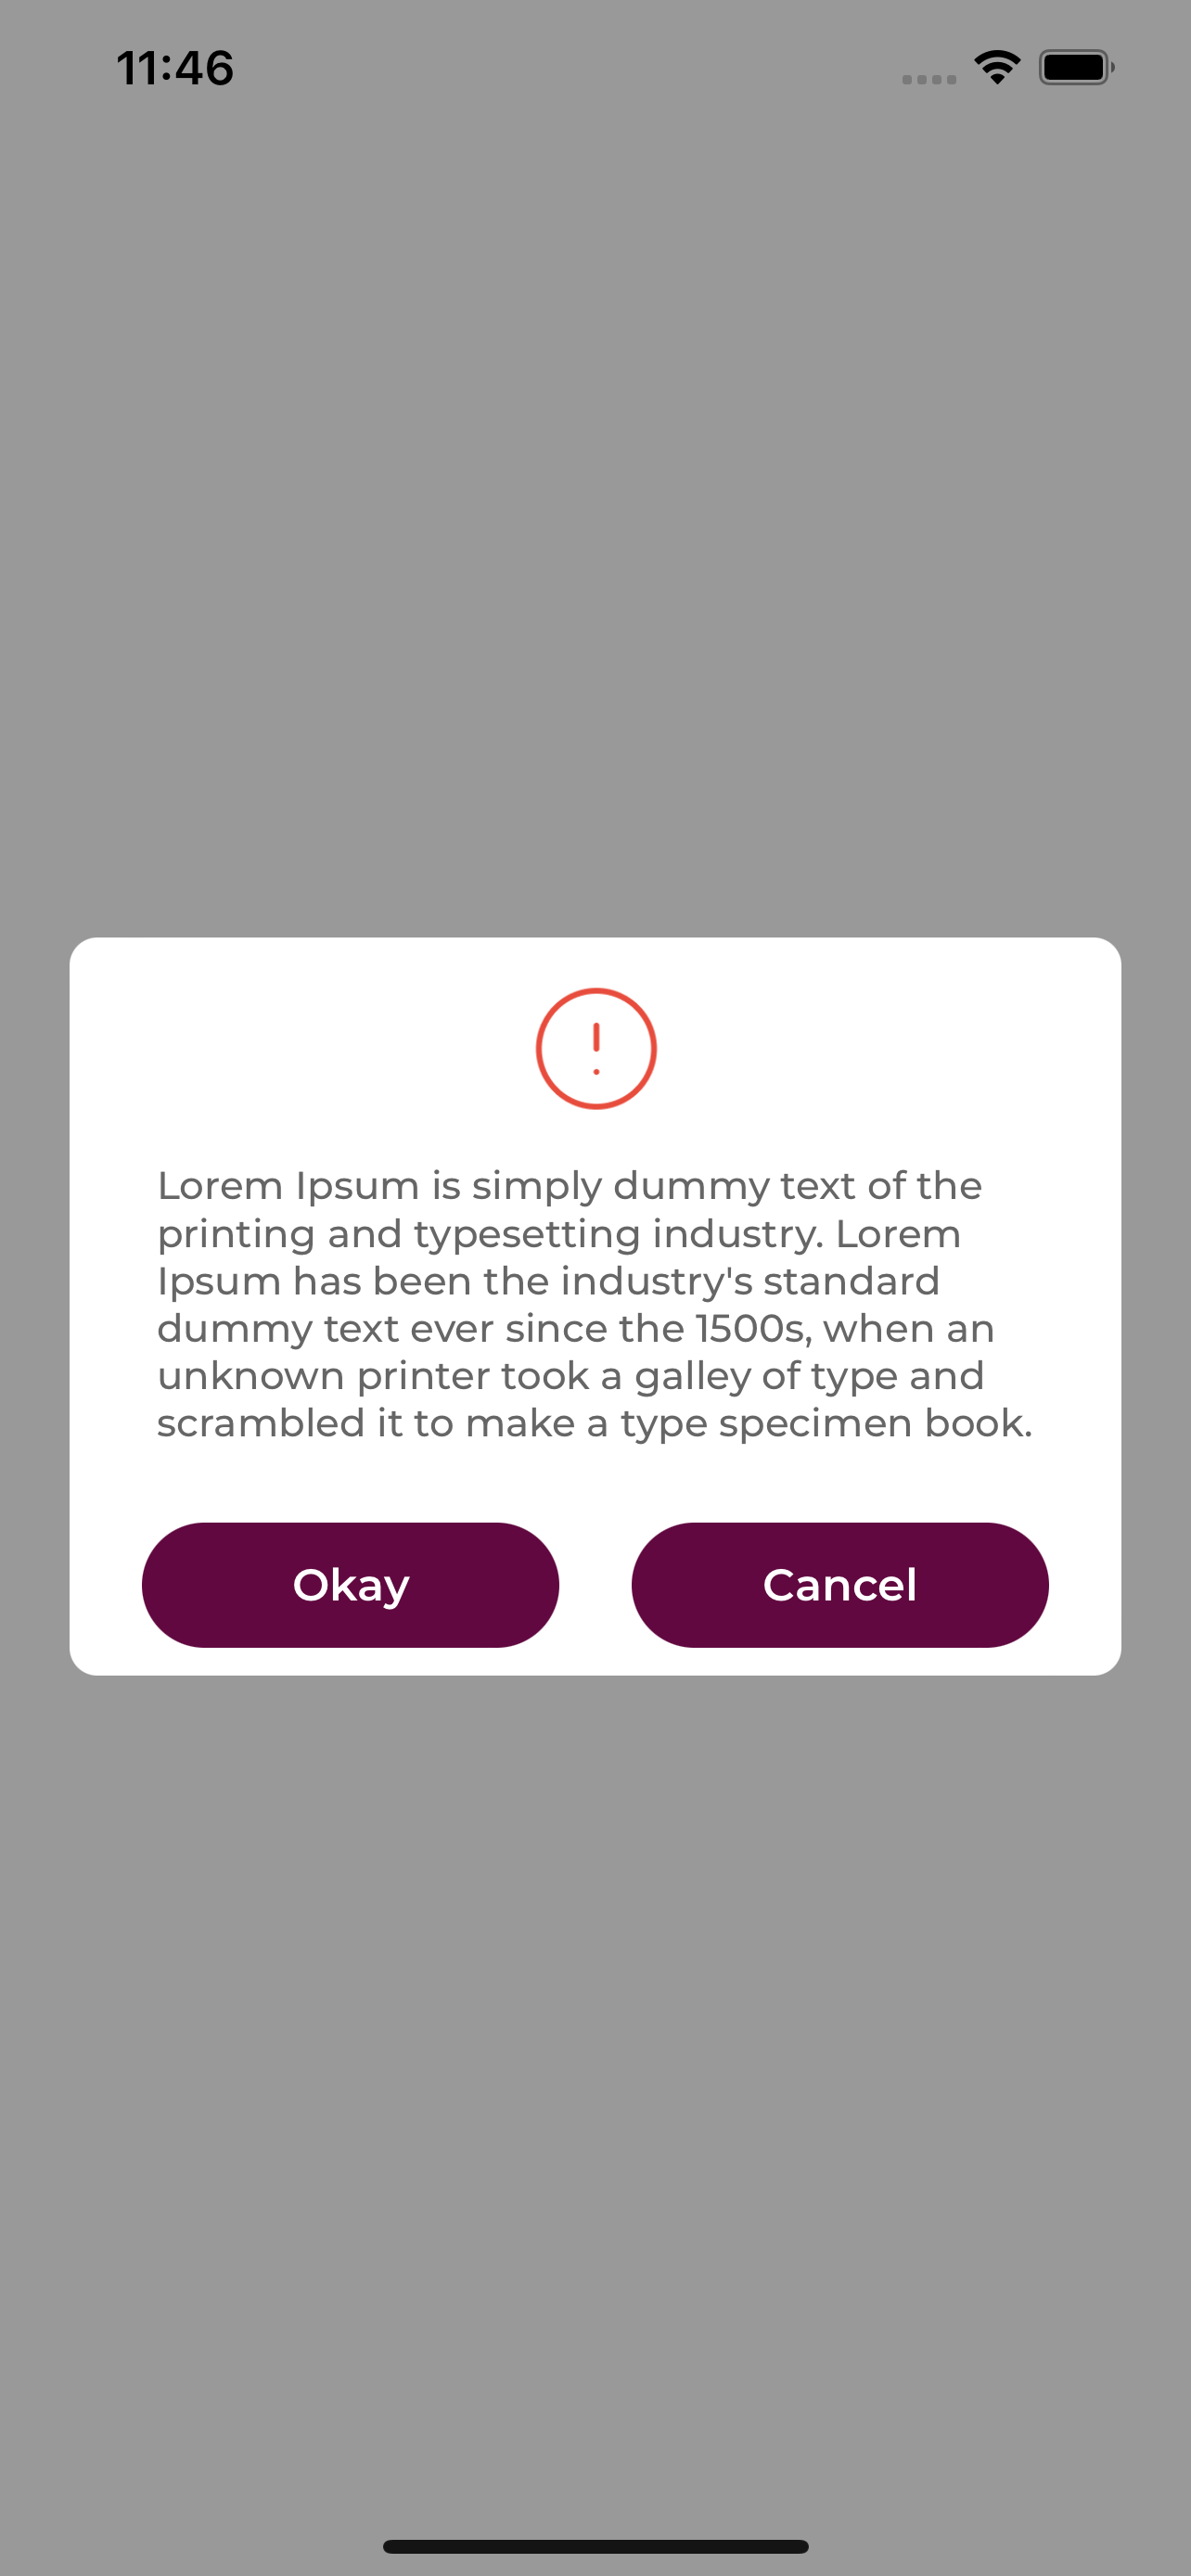 11:46
Lorem Ipsum is simply dummy text of the
printing and typesetting industry. Lorem
Ipsum has been the industry's standard
dummy text ever since the 1500s, when an
unknown printer took a galley of type and
scrambled it to make a type specimen book.
Okay Cancel